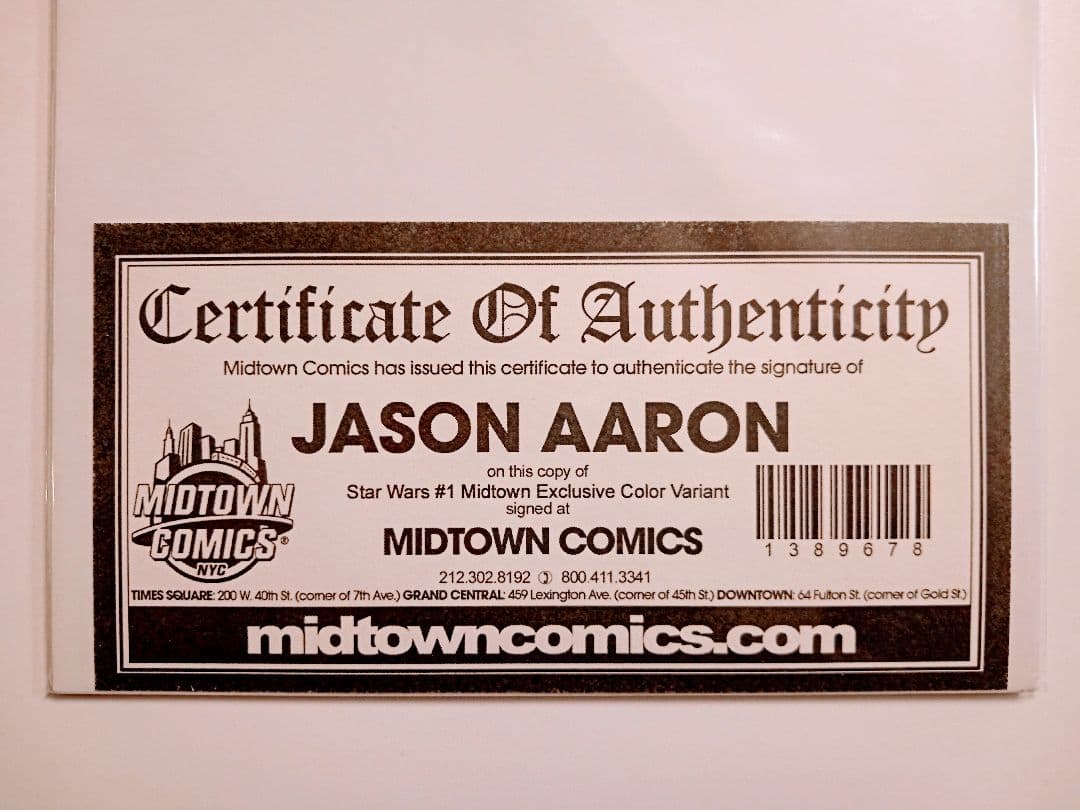 Certificate Of Authenticity
Midtown Comics has issued this certificate to authenticate the signature of
JASON AARON
on this copy of
Star Wars #1 Midtown Exclusive Color Variant
signed at
MIDTOWN COMICS
212.302.8192 800.411.3341
MIDTOWN
COMICS®
NYC
1389678
TIMES SQUARE: 200 W. 40th St. (corner of 7th Ave.) GRAND CENTRAL: 459 Lexington Ave. (corner of 45th St.) DOWNTOWN: 64 Fulton St. (corner of Gold St.)
midtowncomics.com